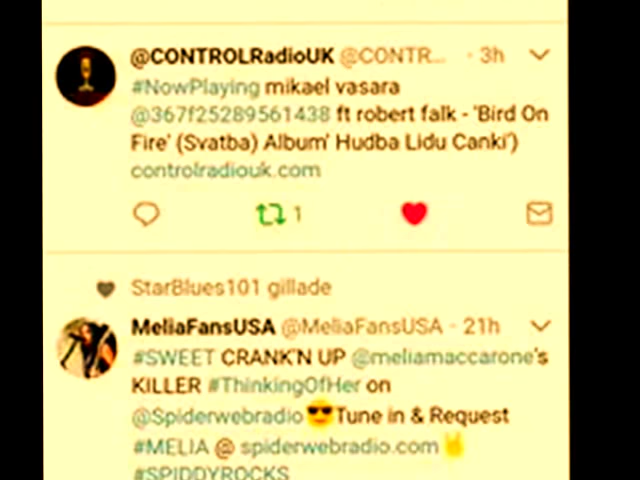 @CONTROLRadioUK @CONTR... · 3h
#NowPlaying mikael vasara
@367f25289561438 ft robert falk - 'Bird On
Fire' (Svatba) Album' Hudba Lidu Canki')
controlradiouk.com
1
StarBlues101 gillade
MeliaFansUSA @MeliaFansUSA · 21h
#SWEET CRANK'N UP @meliamaccarone's
KILLER #ThinkingOfHer on
@Spiderwebradio😎Tune in & Request
#MELIA @ spiderwebradio.com🤘
#SPIDDYROCKS